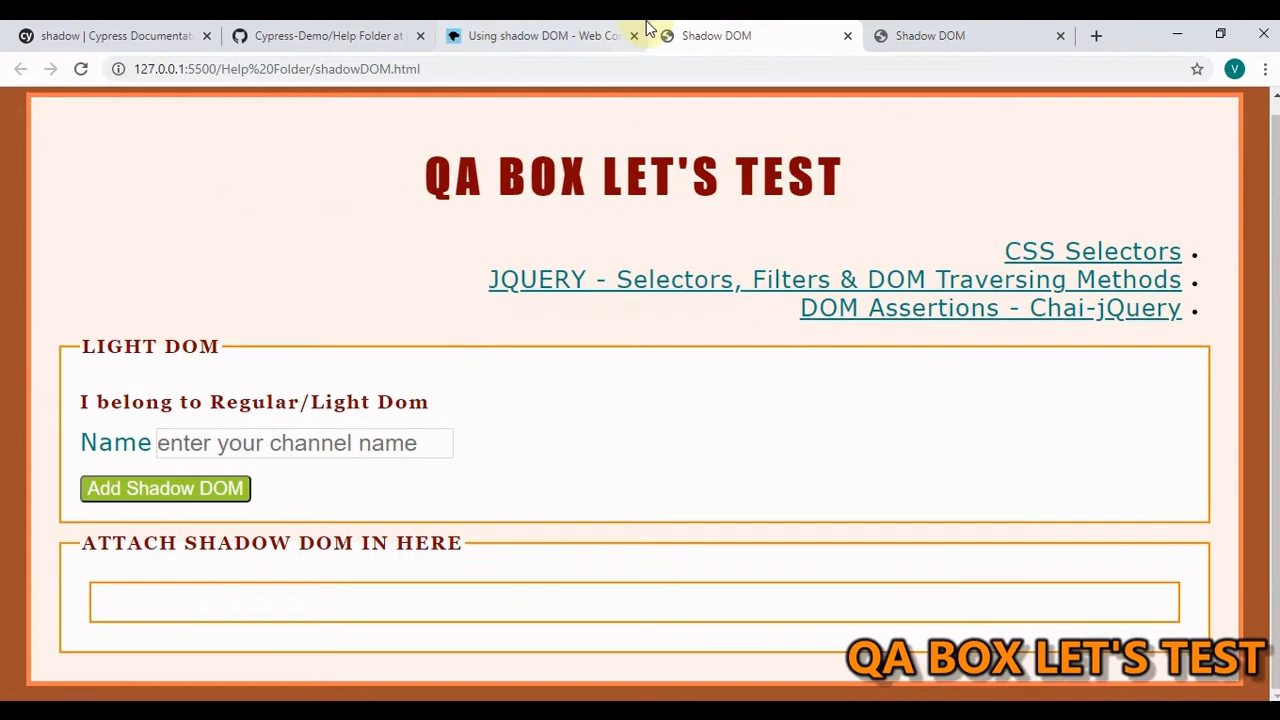 shadow | Cypress Documentat
Cypress-Demo/Help Folder at
Using shadow DOM - Web Co
Shadow DOM
Shadow DOM
127.0.0.1:5500/Help%20Folder/shadowDOM.html
V
QA BOX LET'S TEST
CSS Selectors
JQUERY - Selectors, Filters & DOM Traversing Methods
DOM Assertions - Chai-jQuery
LIGHT DOM
I belong to Regular/Light Dom
Name enter your channel name
Add Shadow DOM
ATTACH SHADOW DOM IN HERE
QA BOX LET'S TEST